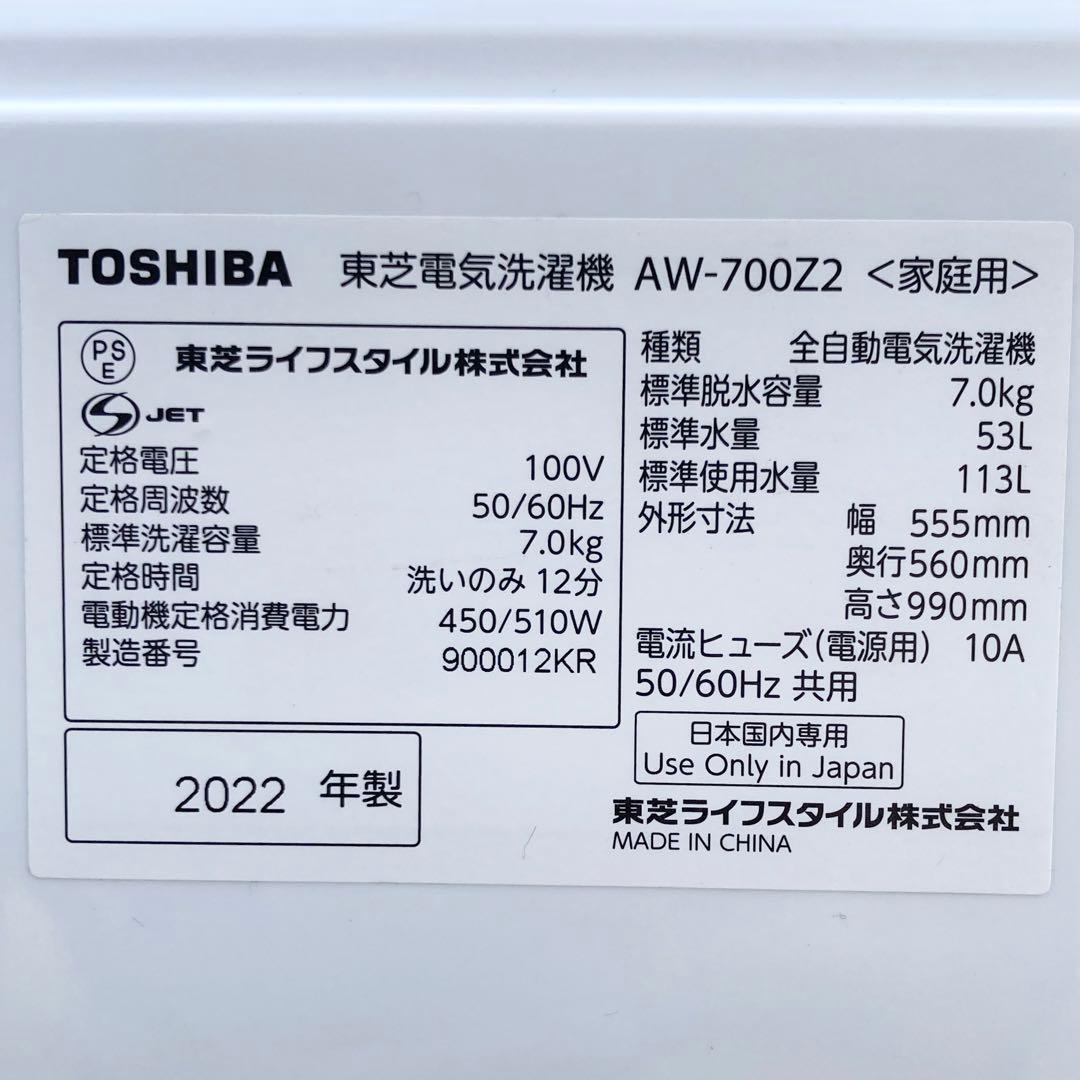 TOSHIBA 東芝電気洗濯機 AW-700Z2 <家庭用>
PSE 東芝ライフスタイル株式会社
S JET
定格電圧 100V
定格周波数 50/60Hz
標準洗濯容量 7.0kg
定格時間 洗いのみ 12分
電動機定格消費電力 450/510W
製造番号 900012KR
2022 年製
種類 全自動電気洗濯機
標準脱水容量 7.0kg
標準水量 53L
標準使用水量 113L
外形寸法 幅 555mm
奥行560mm
高さ990mm
電流ヒューズ(電源用) 10A
50/60Hz 共用
日本国内専用
Use Only in Japan
東芝ライフスタイル株式会社
MADE IN CHINA